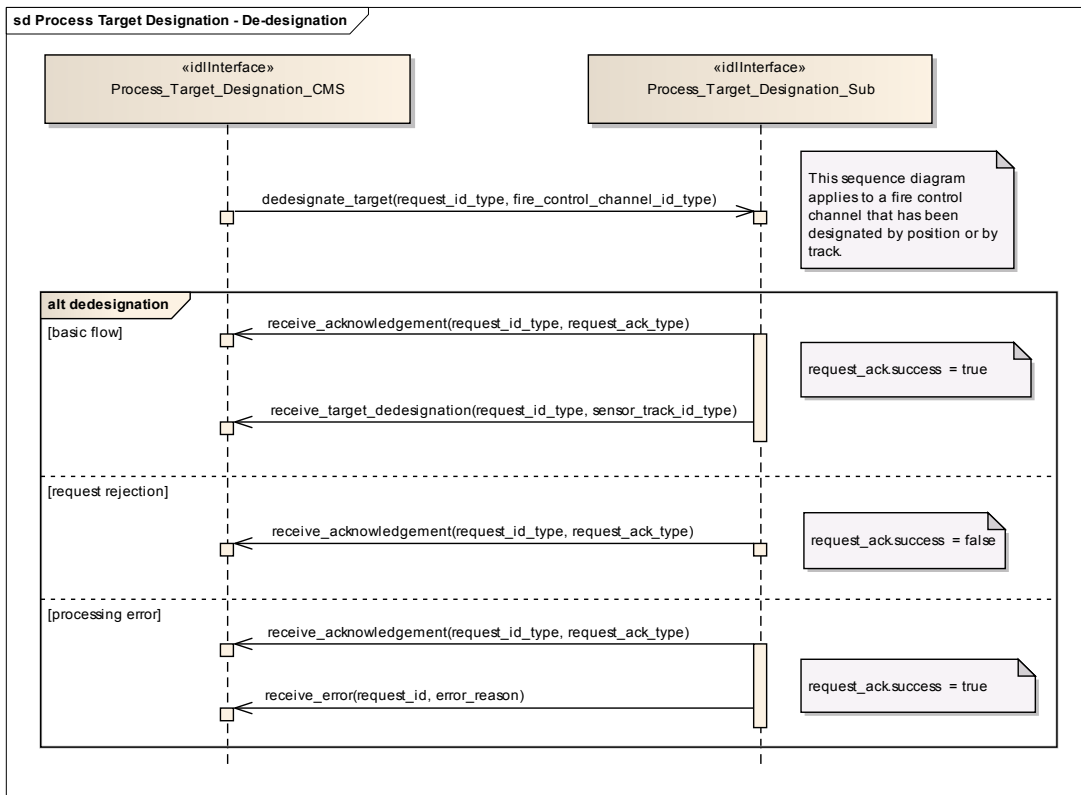 sd Process Target Designation - De-designation
«idlInterface»
Process_Target_Designation_CMS
«idlInterface»
Process_Target_Designation_Sub
dedesignate_target(request_id_type, fire_control_channel_id_type)
This sequence diagram
applies to a fire control
channel that has been
designated by position or by
track.
alt dedesignation
[basic flow]
receive_acknowledgement(request_id_type, request_ack_type)
request_ack.success = true
receive_target_dedesignation(request_id_type, sensor_track_id_type)
[request rejection]
receive_acknowledgement(request_id_type, request_ack_type)
request_ack.success = false
[processing error]
receive_acknowledgement(request_id_type, request_ack_type)
request_ack.success = true
receive_error(request_id, error_reason)